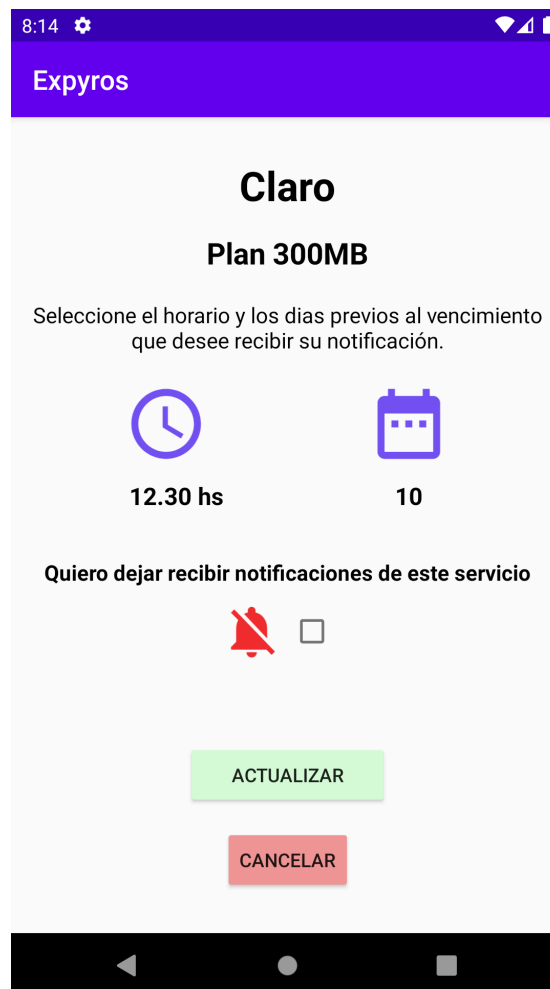 8:14
Expyros
Claro
Plan 300MB
Seleccione el horario y los dias previos al vencimiento
que desee recibir su notificación.
12.30 hs
10
Quiero dejar recibir notificaciones de este servicio
ACTUALIZAR
CANCELAR